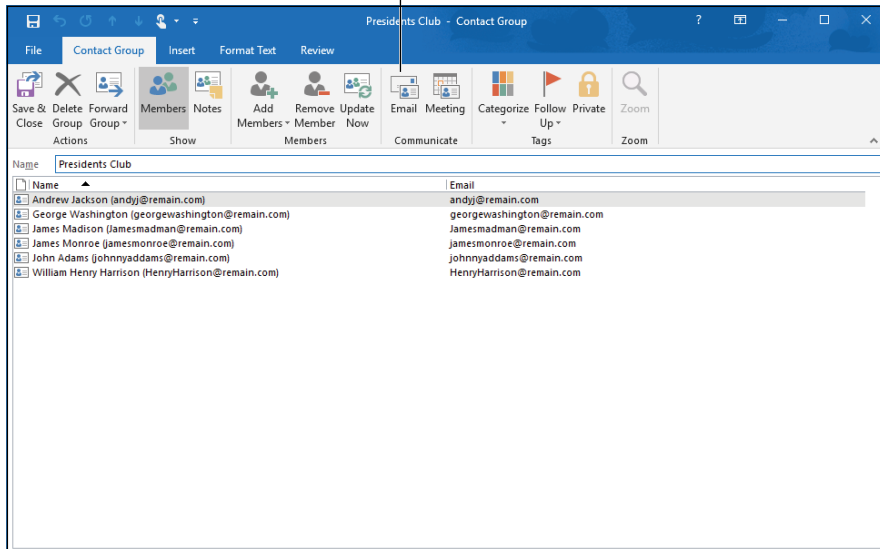 Presidents Club - Contact Group ?
File Contact Group Insert Format Text Review
Save & Close Delete Group Forward Group Members Notes Add Members Remove Member Update Now Email Meeting Categorize Follow Up Private Zoom
Actions Show Members Communicate Tags Zoom
Name Presidents Club
Name Email
Andrew Jackson (andyj@remain.com) andyj@remain.com
George Washington (georgewashington@remain.com) georgewashington@remain.com
James Madison (Jamesmadman@remain.com) Jamesmadman@remain.com
James Monroe (jamesmonroe@remain.com) jamesmonroe@remain.com
John Adams (johnnyaddams@remain.com) johnnyaddams@remain.com
William Henry Harrison (HenryHarrison@remain.com) HenryHarrison@remain.com